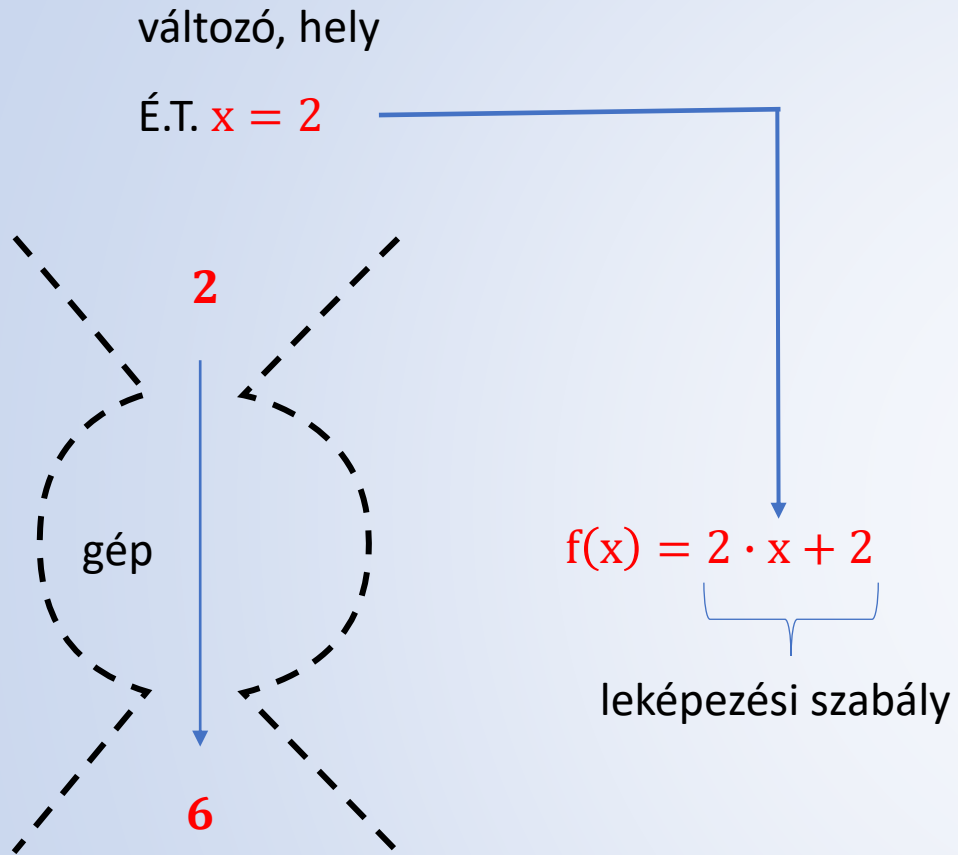 változó, hely
É.T. x = 2
2
gép
f(x) = 2 · x + 2
leképezési szabály
6